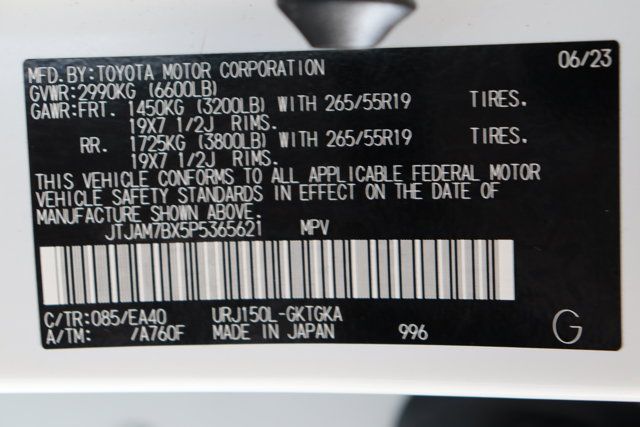 MFD.BY:TOYOTA MOTOR CORPORATION 06/23
GVWR:2990KG (6600LB)
GAWR:FRT. 1450KG (3200LB) WITH 265/55R19 TIRES.
19X7 1/2J RIMS.
RR. 1725KG (3800LB) WITH 265/55R19 TIRES.
19X7 1/2J RIMS.
THIS VEHICLE CONFORMS TO ALL APPLICABLE FEDERAL MOTOR
VEHICLE SAFETY STANDARDS IN EFFECT ON THE DATE OF
MANUFACTURE SHOWN ABOVE.
JTJAM7BX5P5365621 MPV
C/TR:085/EA40 URJ150L-GKTGKA
A/TM: /A760F MADE IN JAPAN 996 G